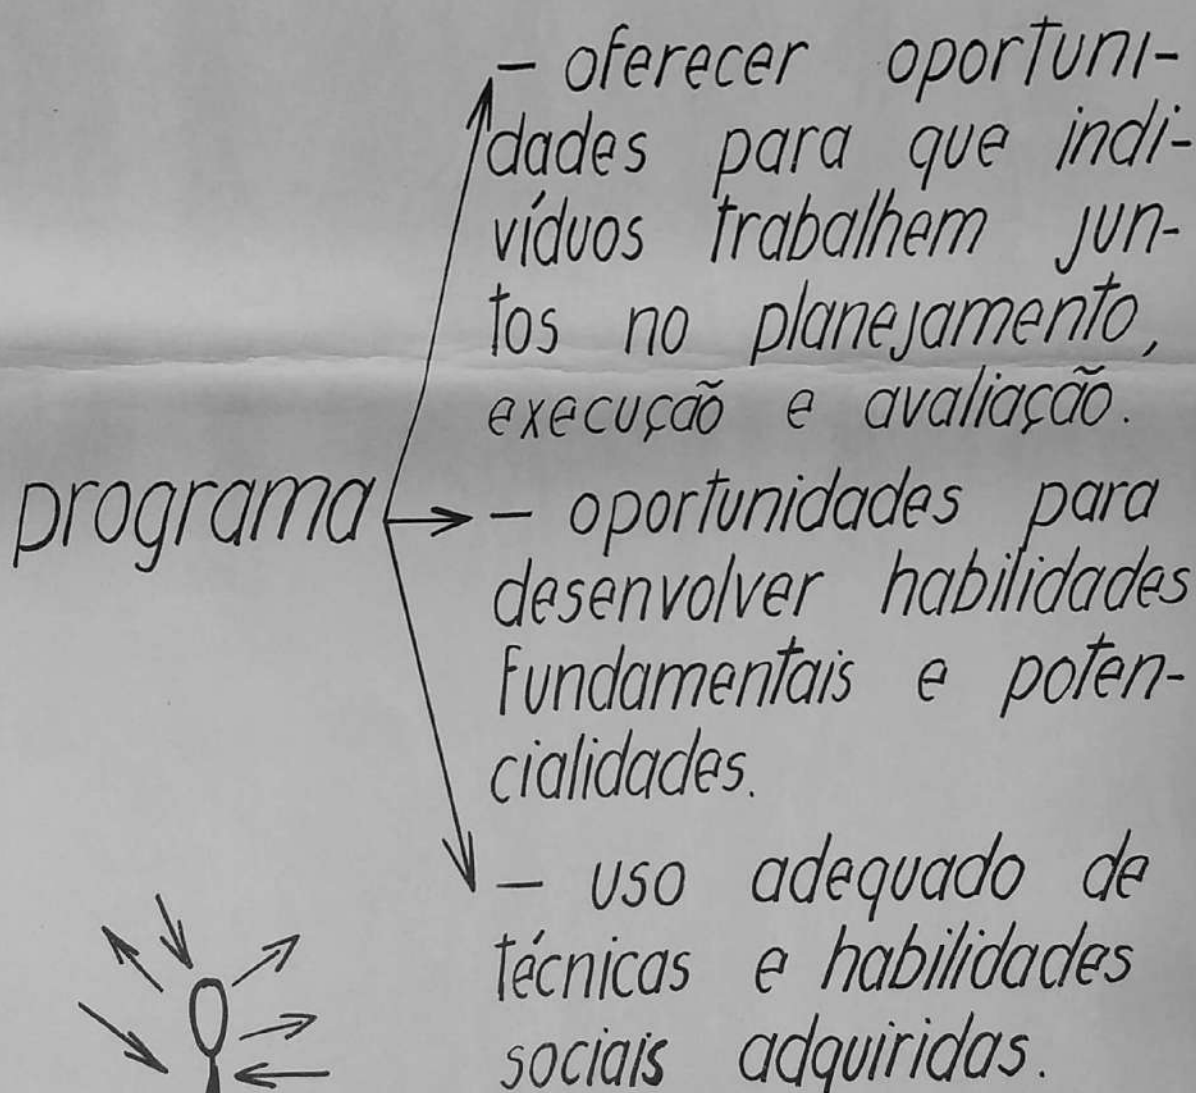 - oferecer oportuni-
dades para que indi-
víduos trabalhem jun-
tos no planejamento,
execução e avaliação.
programa
- oportunidades para
desenvolver habilidades
fundamentais e poten-
cialidades.
- uso adequado de
técnicas e habilidades
sociais adquiridas.